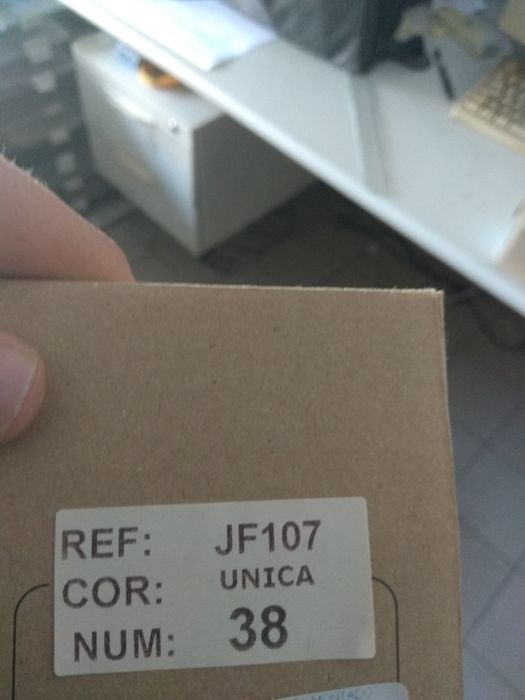 REF: JF107
COR: UNICA
NUM: 38